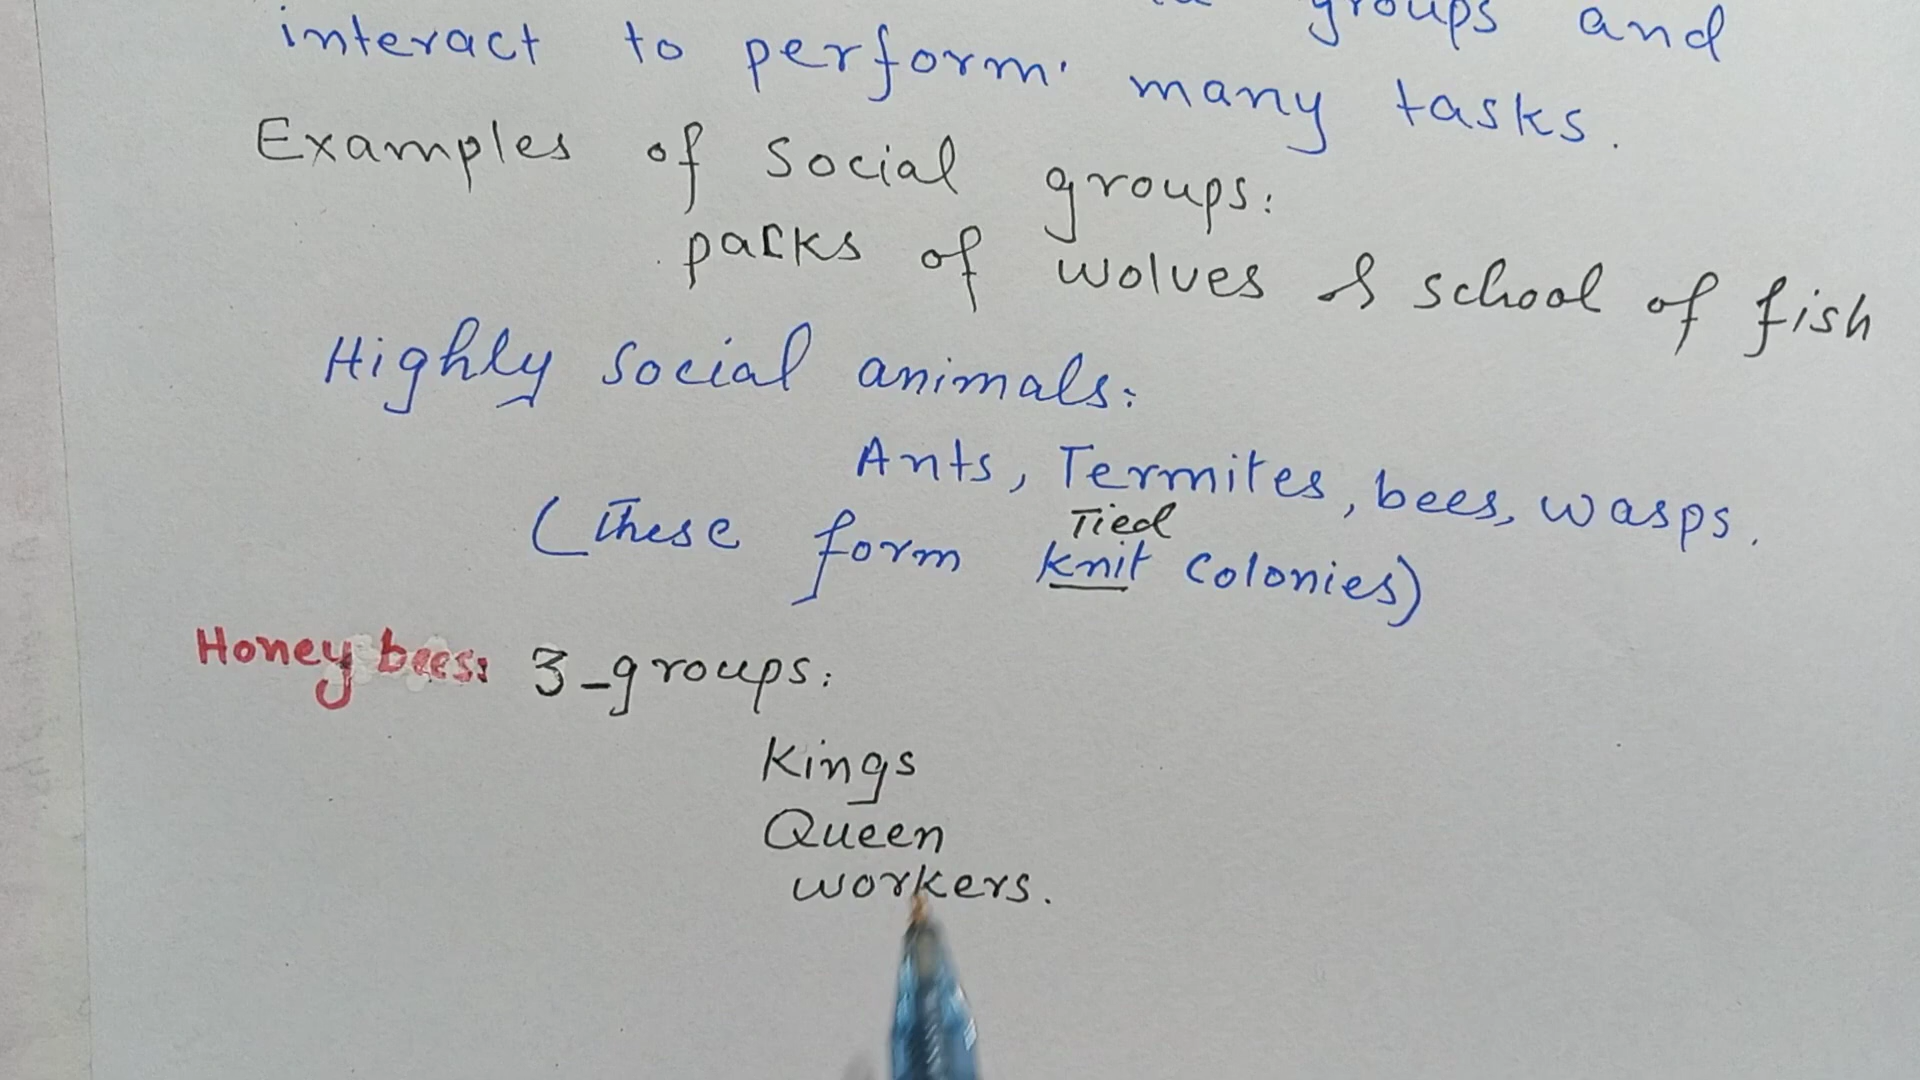 groups and
interact to perform many tasks.
Examples of social groups:
packs of wolves & school of fish
Highly social animals:
Ants, Termites, bees, wasps.
Tied
(These form knit colonies)
Honey bees: 3-groups:
Kings
Queen
workers.